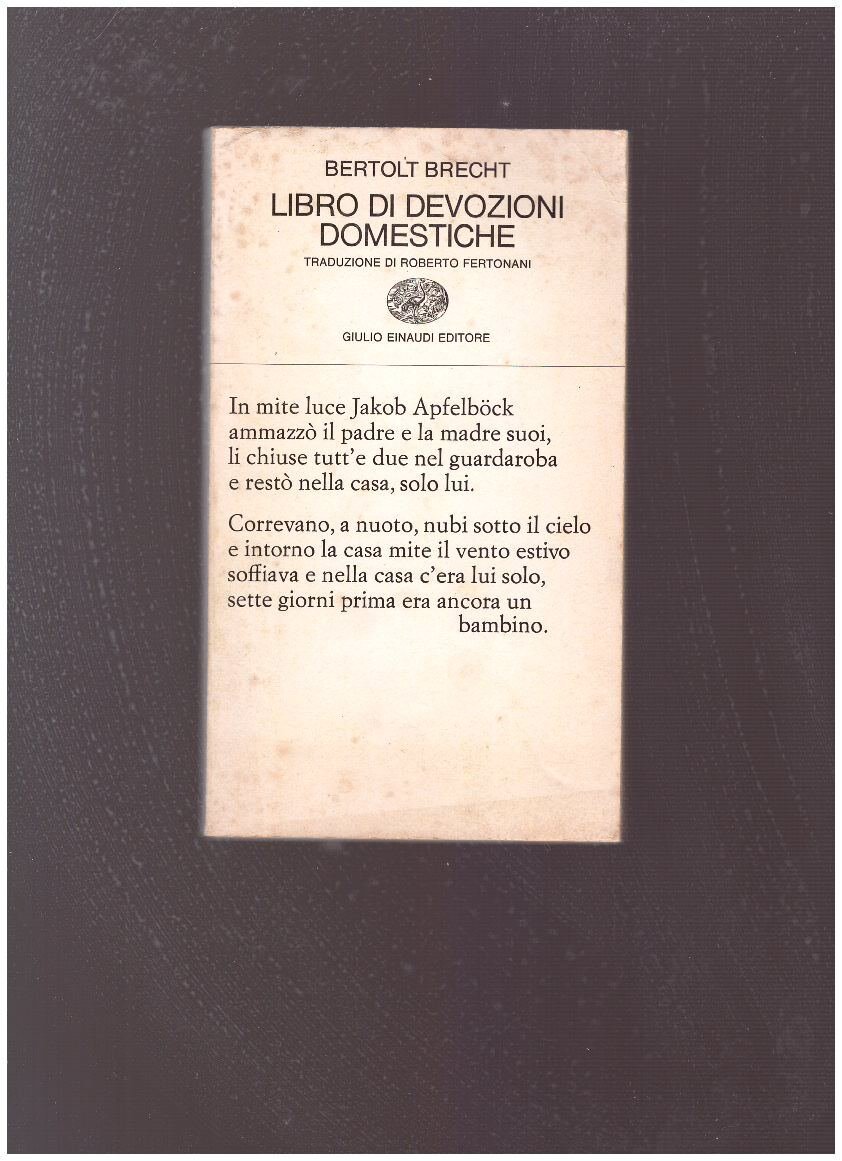 BERTOLT BRECHT
LIBRO DI DEVOZIONI
DOMESTICHE
TRADUZIONE DI ROBERTO FERTONANI
GIULIO EINAUDI EDITORE
In mite luce Jakob Apfelböck
ammazzò il padre e la madre suoi,
li chiuse tutt'e due nel guardaroba
e restò nella casa, solo lui.
Correvano, a nuoto, nubi sotto il cielo
e intorno la casa mite il vento estivo
soffiava e nella casa c'era lui solo,
sette giorni prima era ancora un
bambino.